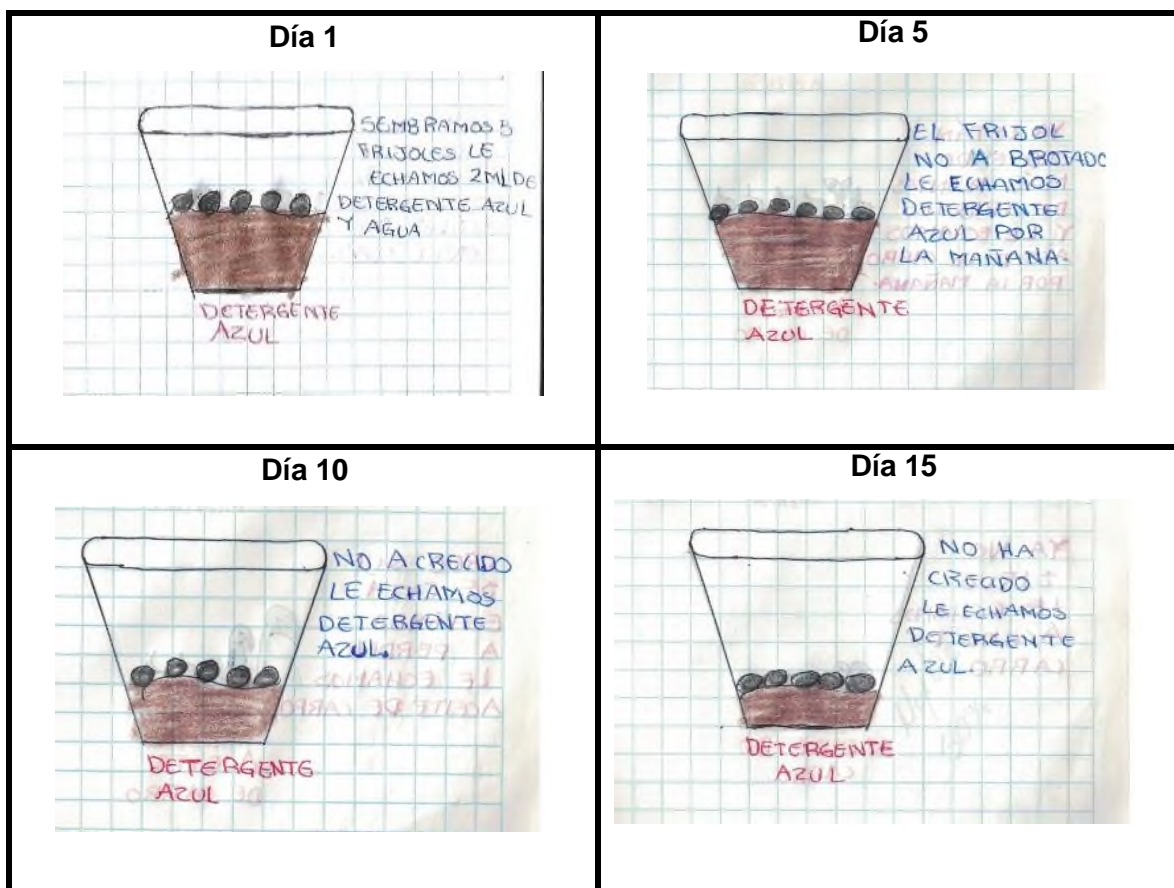 Día 1
SEMBRAMOS 5
FRIJOLES LE
ECHAMOS 2ML DE
DETERGENTE AZUL
Y AGUA
DETERGENTE
AZUL
Día 5
EL FRIJOL
NO A BROTADO
LE ECHAMOS
DETERGENTE
AZUL POR
LA MAÑANA.
DETERGENTE
AZUL
Día 10
NO A CRECIDO
LE ECHAMOS
DETERGENTE
AZUL.
DETERGENTE
AZUL
Día 15
NO HA
CRECIDO
LE ECHAMOS
DETERGENTE
AZUL.
DETERGENTE
AZUL